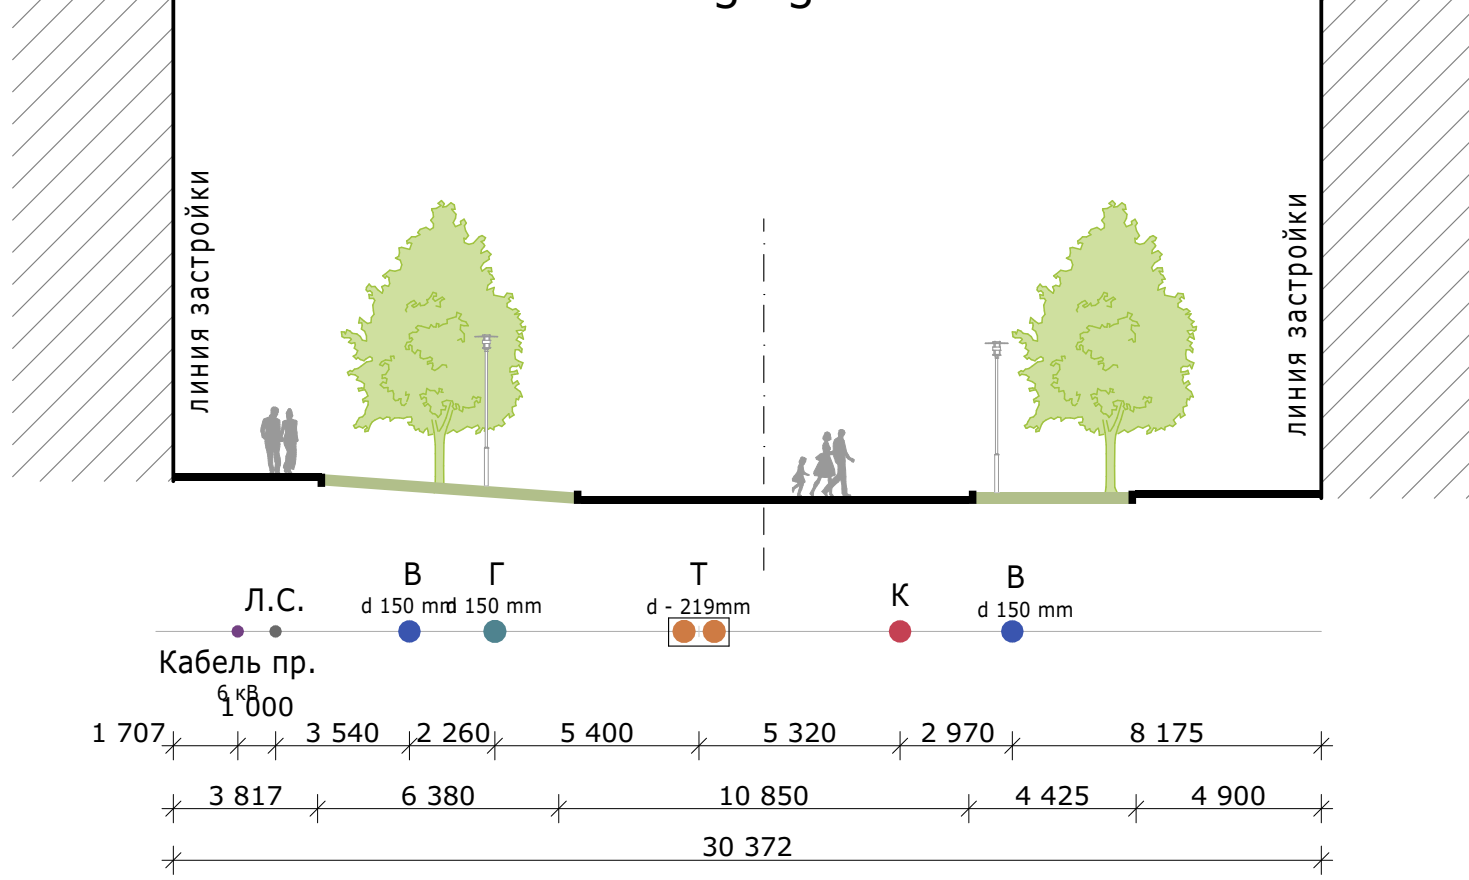 линия застройки
линия застройки
В
Г
Т
К
В
Л.С.
d 150 mm
d 150 mm
d - 219mm
d 150 mm
Кабель пр.
6 кВ
1 000
1 707
3 540
2 260
5 400
5 320
2 970
8 175
3 817
6 380
10 850
4 425
4 900
30 372